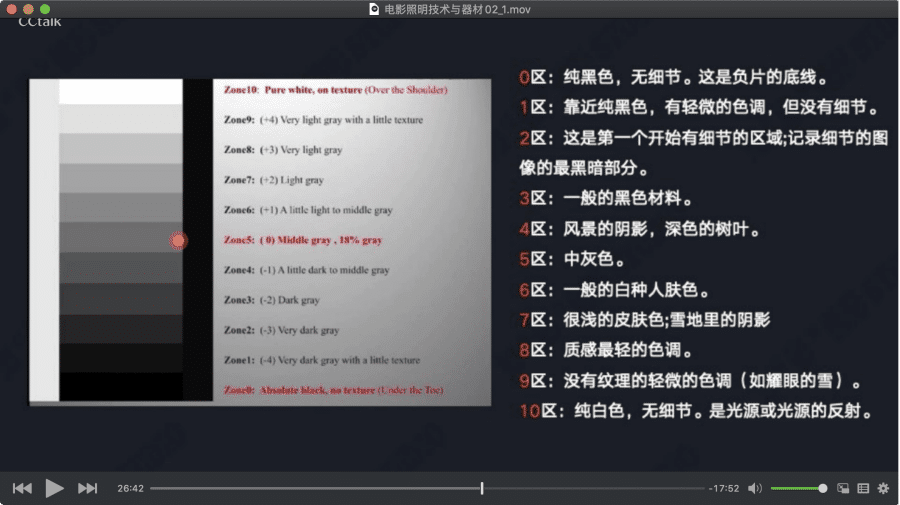 电影照明技术与器材02_1.mov
CCtalk
Zone10: Pure white, on texture (Over the Shoulder)
Zone9: (+4) Very light gray with a little texture
Zone8: (+3) Very light gray
Zone7: (+2) Light gray
Zone6: (+1) A little light to middle gray
Zone5: ( 0) Middle gray , 18% gray
Zone4: (-1) A little dark to middle gray
Zone3: (-2) Dark gray
Zone2: (-3) Very dark gray
Zone1: (-4) Very dark gray with a little texture
Zone0: Absolute black, no texture (Under the Toe)
0区：纯黑色，无细节。这是负片的底线。
1区：靠近纯黑色，有轻微的色调，但没有细节。
2区：这是第一个开始有细节的区域;记录细节的图
像的最黑暗部分。
3区：一般的黑色材料。
4区：风景的阴影，深色的树叶。
5区：中灰色。
6区：一般的白种人肤色。
7区：很浅的皮肤色;雪地里的阴影
8区：质感最轻的色调。
9区：没有纹理的轻微的色调（如耀眼的雪）。
10区：纯白色，无细节。是光源或光源的反射。
26:42
-17:52